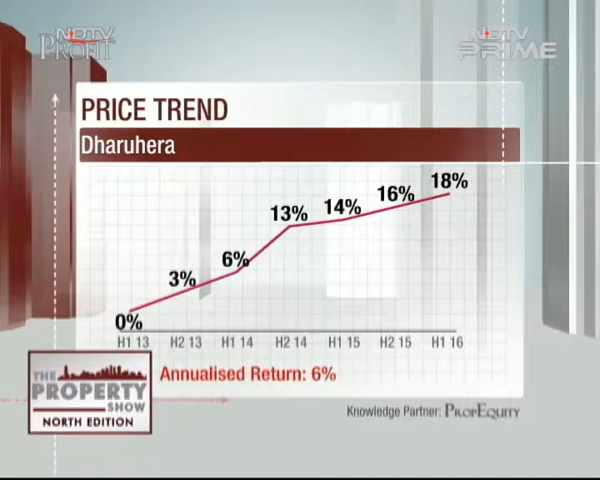 NDTV NDTV
PROFIT PRIME
PRICE TREND
Dharuhera
18%
16%
14%
13%
6%
3%
0%
H1 13 H2 13 H1 14 H2 14 H1 15 H2 15 H1 16
Annualised Return: 6%
THE
PROPERTY
SHOW
NORTH EDITION
Knowledge Partner: PROPEQUITY